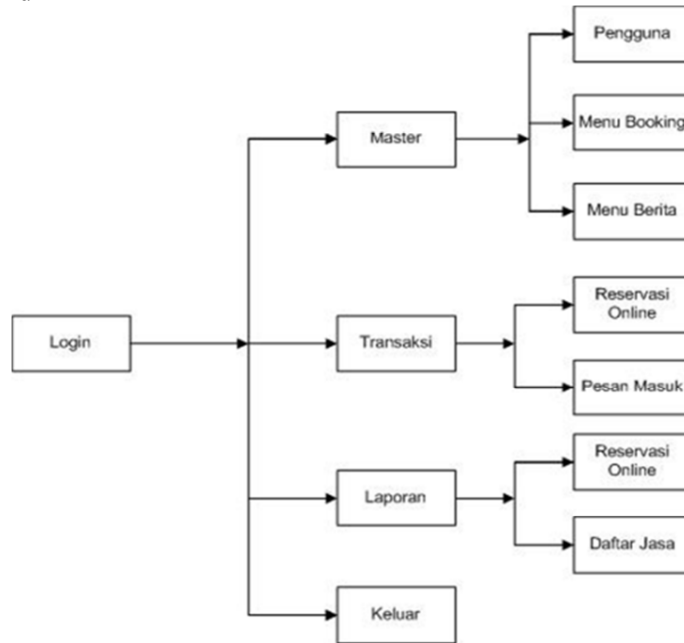 Pengguna
Master
Menu Booking
Menu Berita
Login
Transaksi
Reservasi
Online
Pesan Masuk
Laporan
Reservasi
Online
Daftar Jasa
Keluar